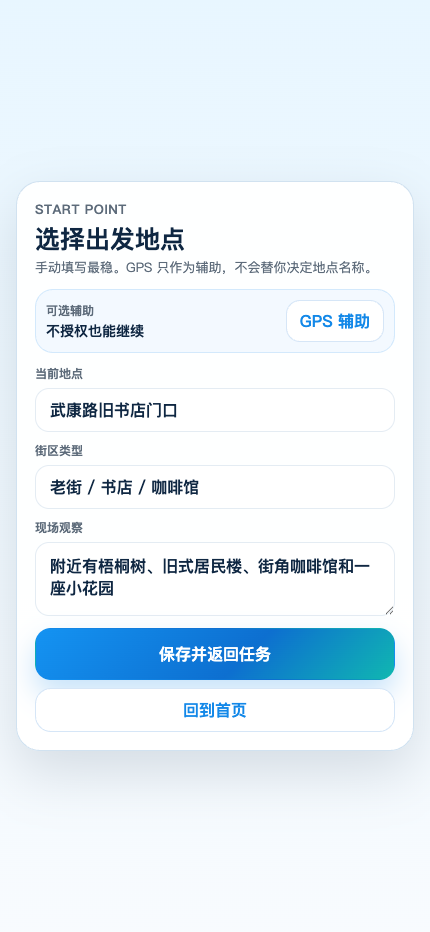 START POINT
选择出发地点
手动填写最稳。GPS 只作为辅助，不会替你决定地点名称。
可选辅助
不授权也能继续
GPS 辅助
当前地点
武康路旧书店门口
街区类型
老街 / 书店 / 咖啡馆
现场观察
附近有梧桐树、旧式居民楼、街角咖啡馆和一
座小花园
保存并返回任务
回到首页